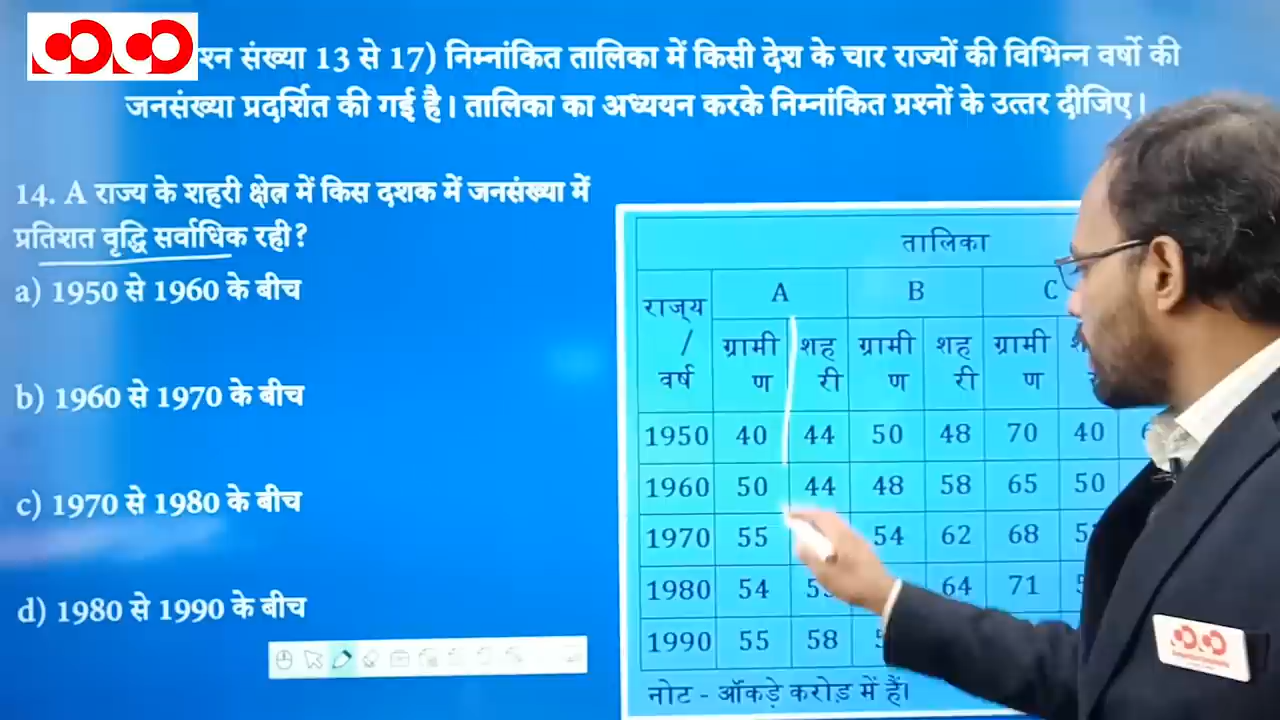 श्न संख्या 13 से 17) निम्नांकित तालिका में किसी देश के चार राज्यों की विभिन्न वर्षो की
जनसंख्या प्रदर्शित की गई है। तालिका का अध्ययन करके निम्नांकित प्रश्नों के उत्तर दीजिए।
14. A राज्य के शहरी क्षेत्र में किस दशक में जनसंख्या में
प्रतिशत वृद्धि सर्वाधिक रही?
a) 1950 से 1960 के बीच
b) 1960 से 1970 के बीच
c) 1970 से 1980 के बीच
d) 1980 से 1990 के बीच
तालिका
राज्य / वर्ष A B C
ग्रामीण शहरी ग्रामीण शहरी ग्रामीण
1950 40 44 50 48 70 40
1960 50 44 48 58 65 50
1970 55 54 62 68
1980 54 64 71
1990 55 58
नोट - आँकड़े करोड़ में हैं।